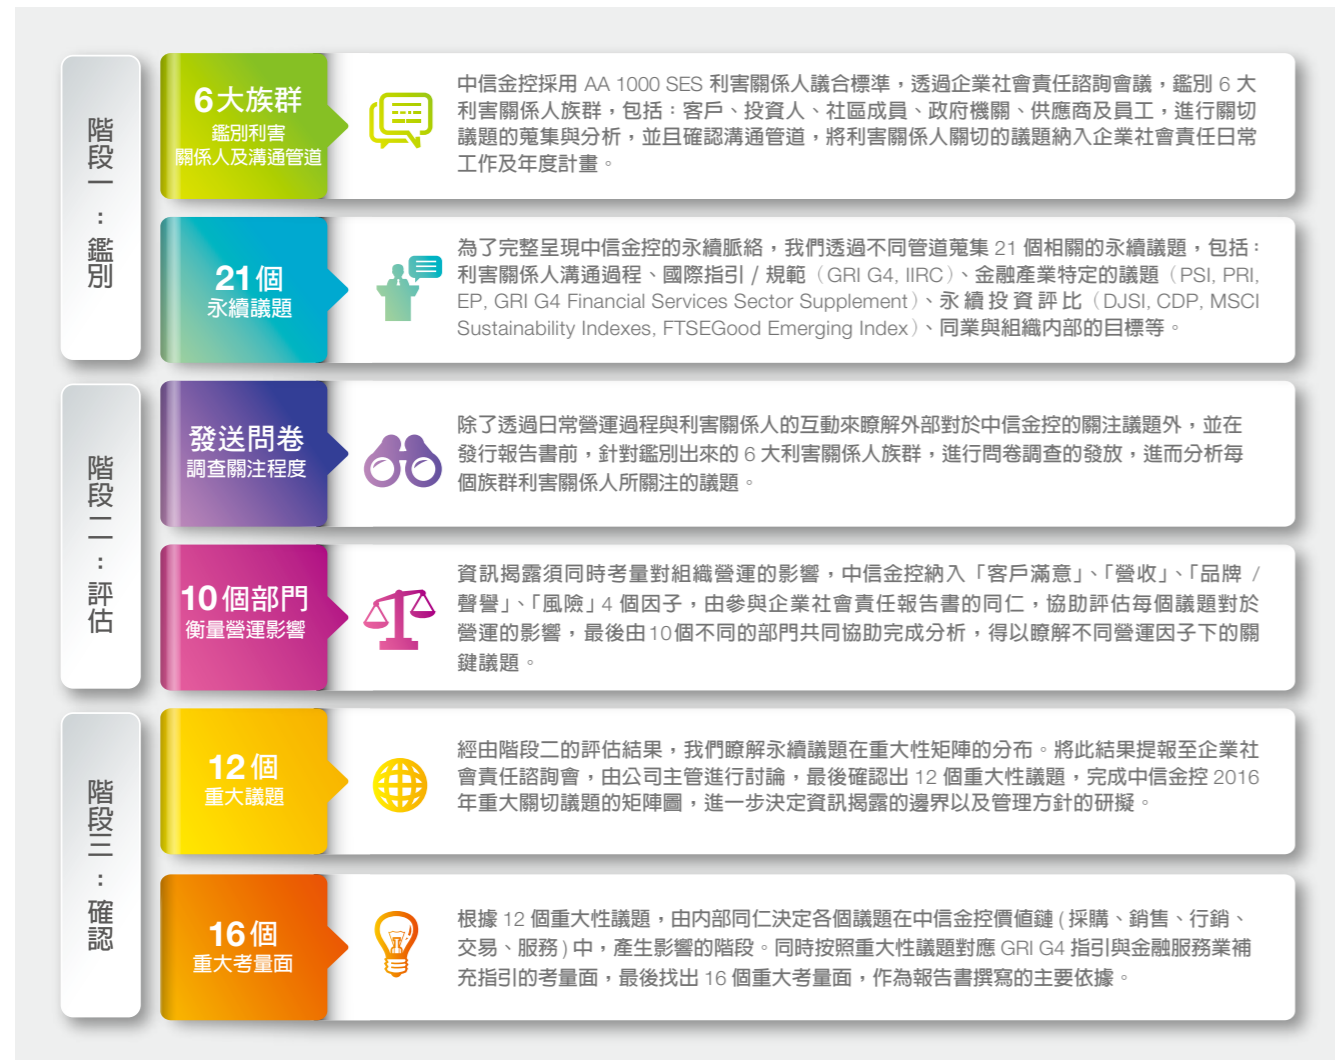 階段一：鑑別
6大族群
鑑別利害
關係人及溝通管道
中信金控採用 AA 1000 SES 利害關係人議合標準，透過企業社會責任諮詢會議，鑑別 6 大
利害關係人族群，包括：客戶、投資人、社區成員、政府機關、供應商及員工，進行關切
議題的蒐集與分析，並且確認溝通管道，將利害關係人關切的議題納入企業社會責任日常
工作及年度計畫。
21個
永續議題
為了完整呈現中信金控的永續脈絡，我們透過不同管道蒐集 21 個相關的永續議題，包括：
利害關係人溝通過程、國際指引 / 規範（GRI G4, IIRC）、金融產業特定的議題（PSI, PRI,
EP, GRI G4 Financial Services Sector Supplement）、永續投資評比（DJSI, CDP, MSCI
Sustainability Indexes, FTSEGood Emerging Index）、同業與組織內部的目標等。
階段二：評估
發送問卷
調查關注程度
除了透過日常營運過程與利害關係人的互動來瞭解外部對於中信金控的關注議題外，並在
發行報告書前，針對鑑別出來的 6 大利害關係人族群，進行問卷調查的發放，進而分析每
個族群利害關係人所關注的議題。
10個部門
衡量營運影響
資訊揭露須同時考量對組織營運的影響，中信金控納入「客戶滿意」、「營收」、「品牌 /
聲譽」、「風險」4 個因子，由參與企業社會責任報告書的同仁，協助評估每個議題對於
營運的影響，最後由10個不同的部門共同協助完成分析，得以瞭解不同營運因子下的關
鍵議題。
階段三：確認
12個
重大議題
經由階段二的評估結果，我們瞭解永續議題在重大性矩陣的分布。將此結果提報至企業社
會責任諮詢會，由公司主管進行討論，最後確認出 12 個重大性議題，完成中信金控 2016
年重大關切議題的矩陣圖，進一步決定資訊揭露的邊界以及管理方針的研擬。
16個
重大考量面
根據 12 個重大性議題，由內部同仁決定各個議題在中信金控價值鏈 ( 採購、銷售、行銷、
交易、服務 ) 中，產生影響的階段。同時按照重大性議題對應 GRI G4 指引與金融服務業補
充指引的考量面，最後找出 16 個重大考量面，作為報告書撰寫的主要依據。